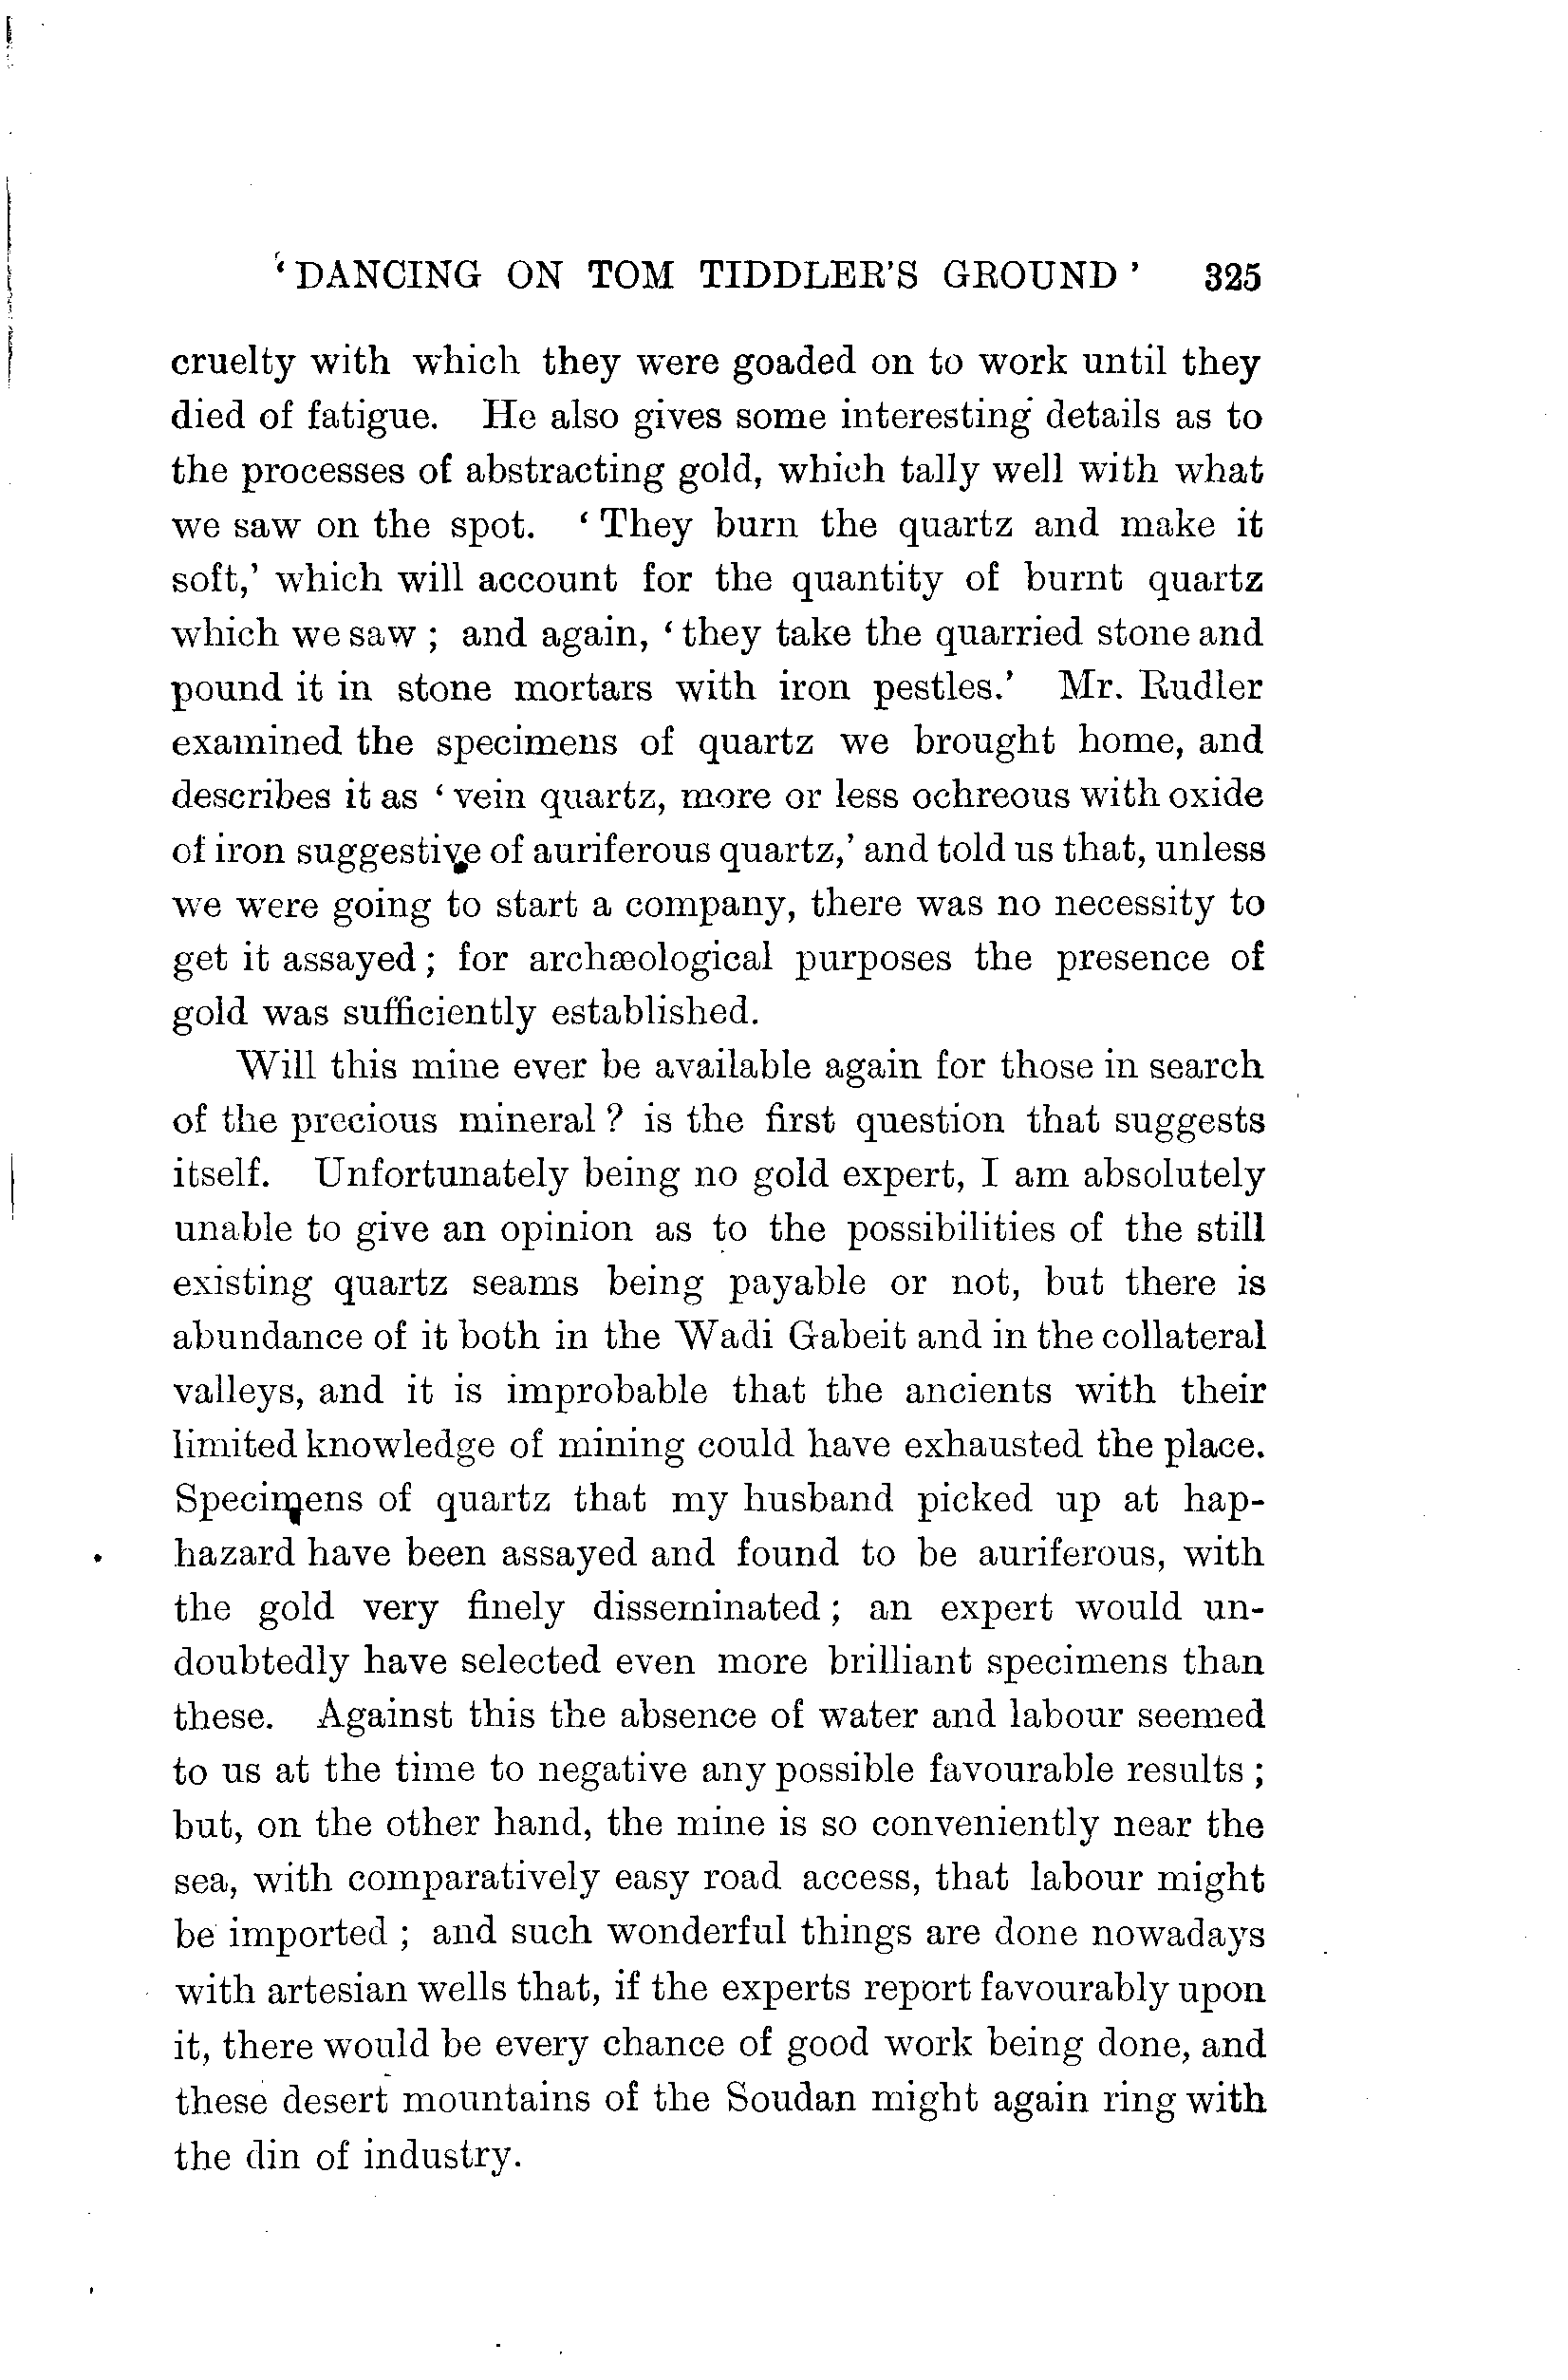 ‘DANCING ON TOM TIDDLER'S GROUND’ 325
cruelty with which they were goaded on to work until they
died of fatigue. He also gives some interesting details as to
the processes of abstracting gold, which tally well with what
we saw on the spot. ‘They burn the quartz and make it
soft,’ which will account for the quantity of burnt quartz
which we saw; and again, ‘they take the quarried stone and
pound it in stone mortars with iron pestles.’ Mr. Rudler
examined the specimens of quartz we brought home, and
describes it as ‘vein quartz, more or less ochreous with oxide
of iron suggestive of auriferous quartz,’ and told us that, unless
we were going to start a company, there was no necessity to
get it assayed; for archæological purposes the presence of
gold was sufficiently established.
Will this mine ever be available again for those in search
of the precious mineral? is the first question that suggests
itself. Unfortunately being no gold expert, I am absolutely
unable to give an opinion as to the possibilities of the still
existing quartz seams being payable or not, but there is
abundance of it both in the Wadi Gabeit and in the collateral
valleys, and it is improbable that the ancients with their
limited knowledge of mining could have exhausted the place.
Specimens of quartz that my husband picked up at hap-
hazard have been assayed and found to be auriferous, with
the gold very finely disseminated; an expert would un-
doubtedly have selected even more brilliant specimens than
these. Against this the absence of water and labour seemed
to us at the time to negative any possible favourable results;
but, on the other hand, the mine is so conveniently near the
sea, with comparatively easy road access, that labour might
be imported; and such wonderful things are done nowadays
with artesian wells that, if the experts report favourably upon
it, there would be every chance of good work being done, and
these desert mountains of the Soudan might again ring with
the din of industry.